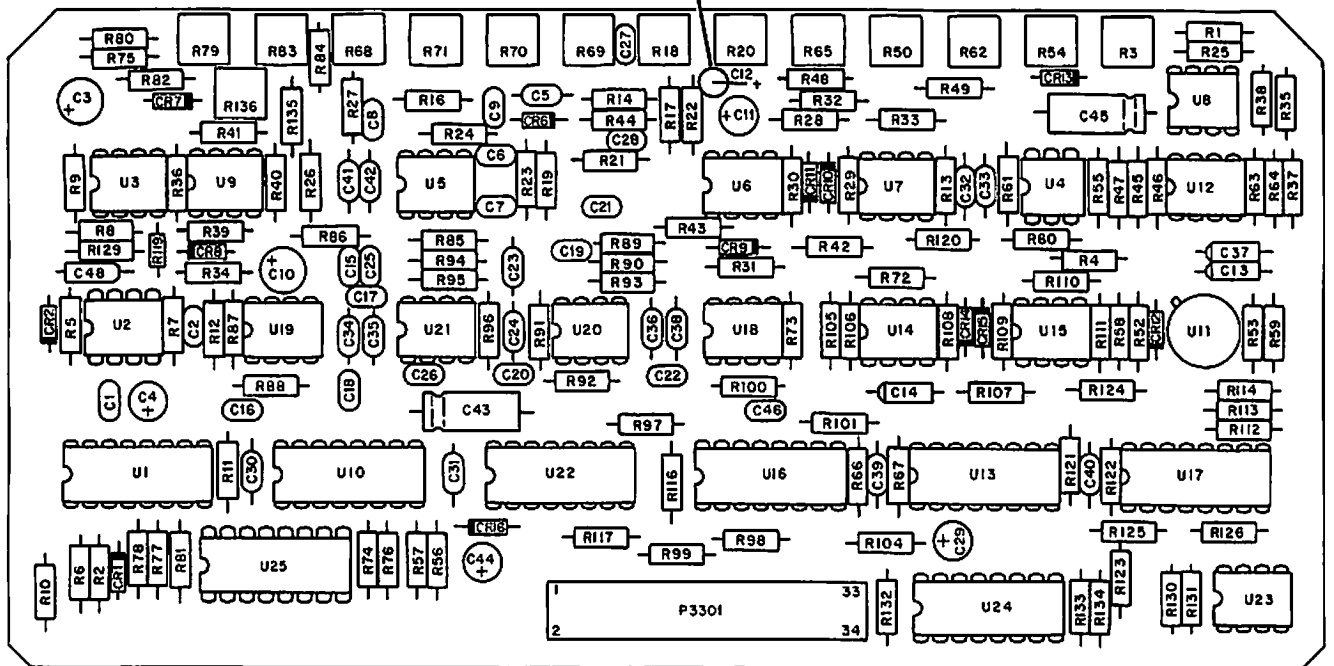 R80 R79 R83 R84 R68 R71 R70 R69 C27 R18 R20 R65 R50 R62 R54 R3 R1
R75 R25
R82 C12 + R48 CR13 R49
C3 + CR7 R136 R135 R27 C8 R16 C9 C5 R14 R17 R22 +C11 R32 C45 U8 R38 R35
R41 R24 CR6 R44 R28 R33
C28
R9 U3 R36 U9 R40 R26 C41 C42 U5 C6 R23 R19 R21 U6 R30 CR11 CR10 R29 U7 R13 C32 C33 R61 U4 R55 R47 R45 R46 U12 R63 R64 R37
C7 C21
R8 R119 R39 R86 R85 R43 R120 R80
R129 CR8 C15 C25 R94 C23 C19 R89 CR9 R42 R4 C37
C48 R34 C10 R95 R90 R31 R72 R110 C13
C17 R93
CR2 R5 U2 R7 C2 R12 R87 U19 C34 C35 U21 R96 C24 R91 U20 C36 C38 U18 R73 R105 R106 U14 R108 CR14 CR15 R109 U15 R111 R58 R52 CR12 U11 R53 R59
C26 C20 C22
C1 C4 + R88 C18 R92 R100 C14 R107 R124 R114
C16 C43 C46 R113
R97 R101 R112
U1 R11 C30 U10 C31 U22 R116 U16 R66 C39 R67 U13 R121 C40 R122 U17
CR16 R117 R98 R104 + C29 R125 R126
R10 R6 R2 CR1 R78 R77 R81 U25 R74 R76 R57 R56 C44 + R99
1 P3301 33 R132 U24 R133 R134 R123 R130 R131 U23
2 34